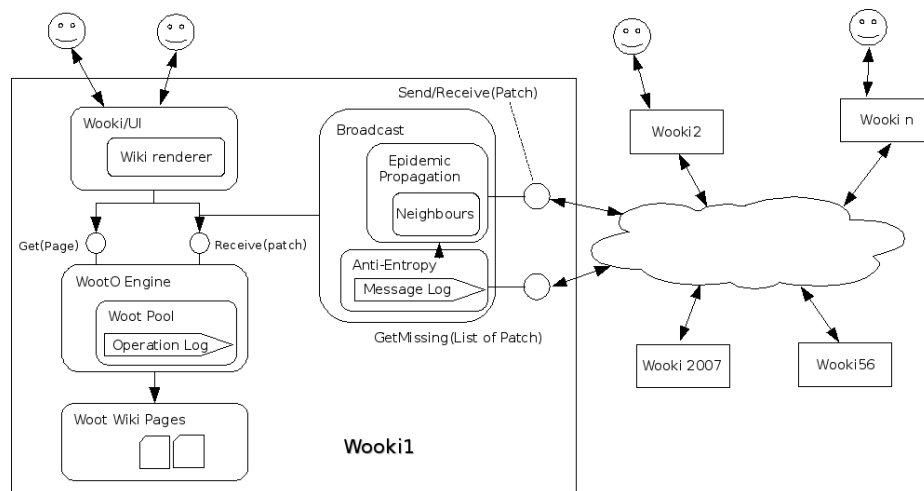 Send/Receive(Patch)
Wooki/UI
Wiki renderer
Broadcast
Epidemic
Propagation
Neighbours
Wooki2
Wooki n
Get(Page)
Receive(patch)
WootO Engine
Woot Pool
Operation Log
Anti-Entropy
Message Log
GetMissing(List of Patch)
Wooki 2007
Wooki56
Woot Wiki Pages
Wooki1